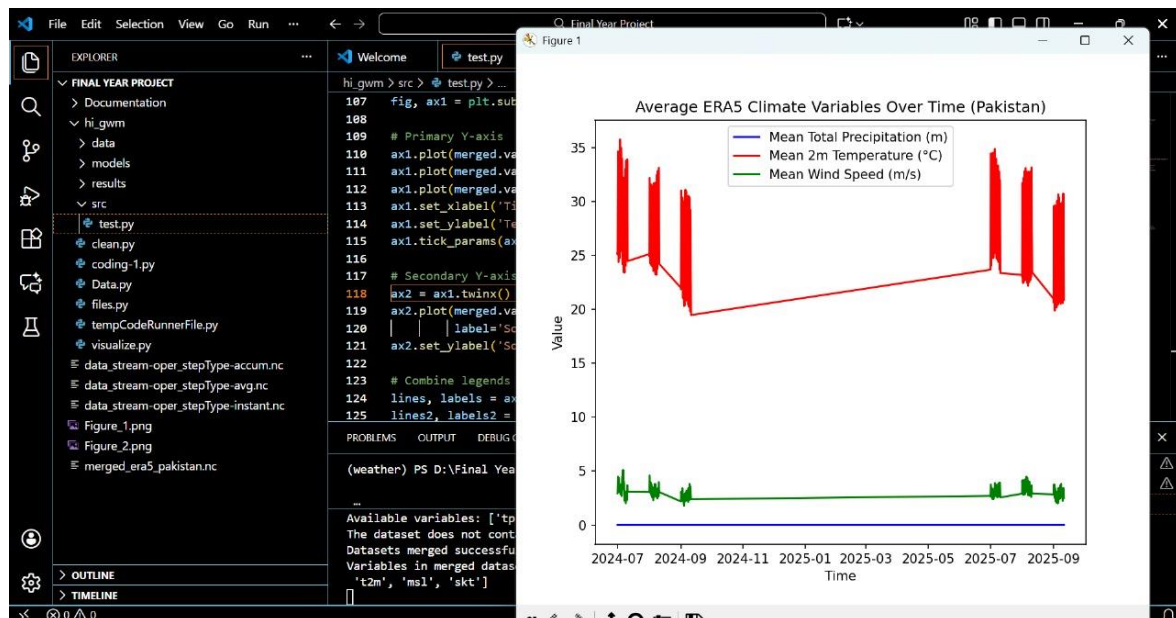 File Edit Selection View Go Run ···
Final Year Project
EXPLORER
FINAL YEAR PROJECT
Documentation
hi_gwm
data
models
results
src
test.py
clean.py
coding-1.py
Data.py
files.py
tempCodeRunnerFile.py
visualize.py
data_stream-oper_stepType-accum.nc
data_stream-oper_stepType-avg.nc
data_stream-oper_stepType-instant.nc
Figure_1.png
Figure_2.png
merged_era5_pakistan.nc
OUTLINE
TIMELINE
0 0
Welcome test.py
hi_gwm > src > test.py > ...
107 fig, ax1 = plt.sub
108
109 # Primary Y-axis
110 ax1.plot(merged.va
111 ax1.plot(merged.va
112 ax1.plot(merged.va
113 ax1.set_xlabel('Ti
114 ax1.set_ylabel('Te
115 ax1.tick_params(ax
116
117 # Secondary Y-axis
118 ax2 = ax1.twinx()
119 ax2.plot(merged.va
120 label='So
121 ax2.set_ylabel('So
122
123 # Combine legends
124 lines, labels = ax
125 lines2, labels2 =
PROBLEMS OUTPUT DEBUG C
(weather) PS D:\Final Yea
...
Available variables: ['tp
The dataset does not cont
Datasets merged successfu
Variables in merged datas
't2m', 'msl', 'skt']
Figure 1
Average ERA5 Climate Variables Over Time (Pakistan)
Mean Total Precipitation (m)
Mean 2m Temperature (°C)
Mean Wind Speed (m/s)
35
30
25
20
15
10
5
0
Value
2024-07 2024-09 2024-11 2025-01 2025-03 2025-05 2025-07 2025-09
Time